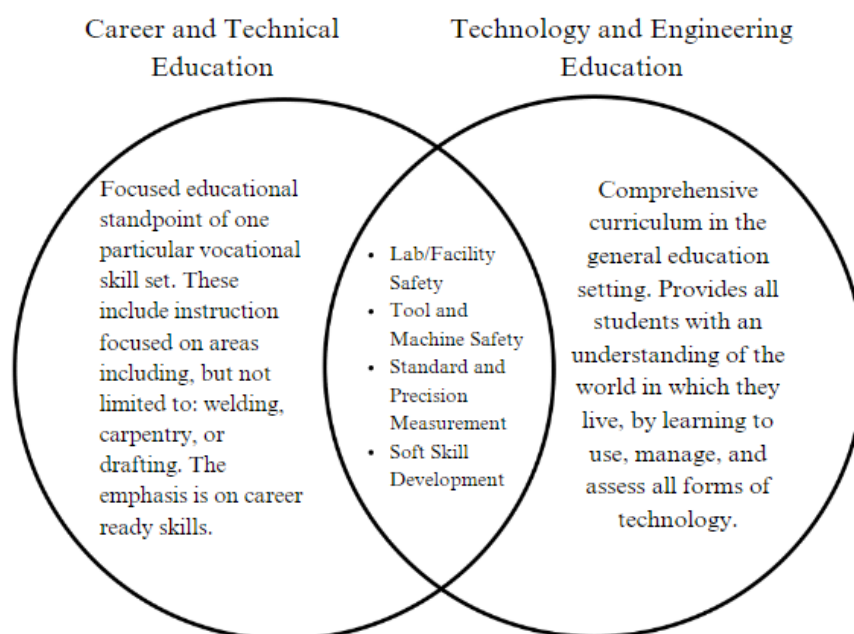 Career and Technical
Education
Technology and Engineering
Education
Focused educational
standpoint of one
particular vocational
skill set. These
include instruction
focused on areas
including, but not
limited to: welding,
carpentry, or
drafting. The
emphasis is on career
ready skills.
• Lab/Facility
Safety
• Tool and
Machine Safety
• Standard and
Precision
Measurement
• Soft Skill
Development
Comprehensive
curriculum in the
general education
setting. Provides all
students with an
understanding of the
world in which they
live, by learning to
use, manage, and
assess all forms of
technology.